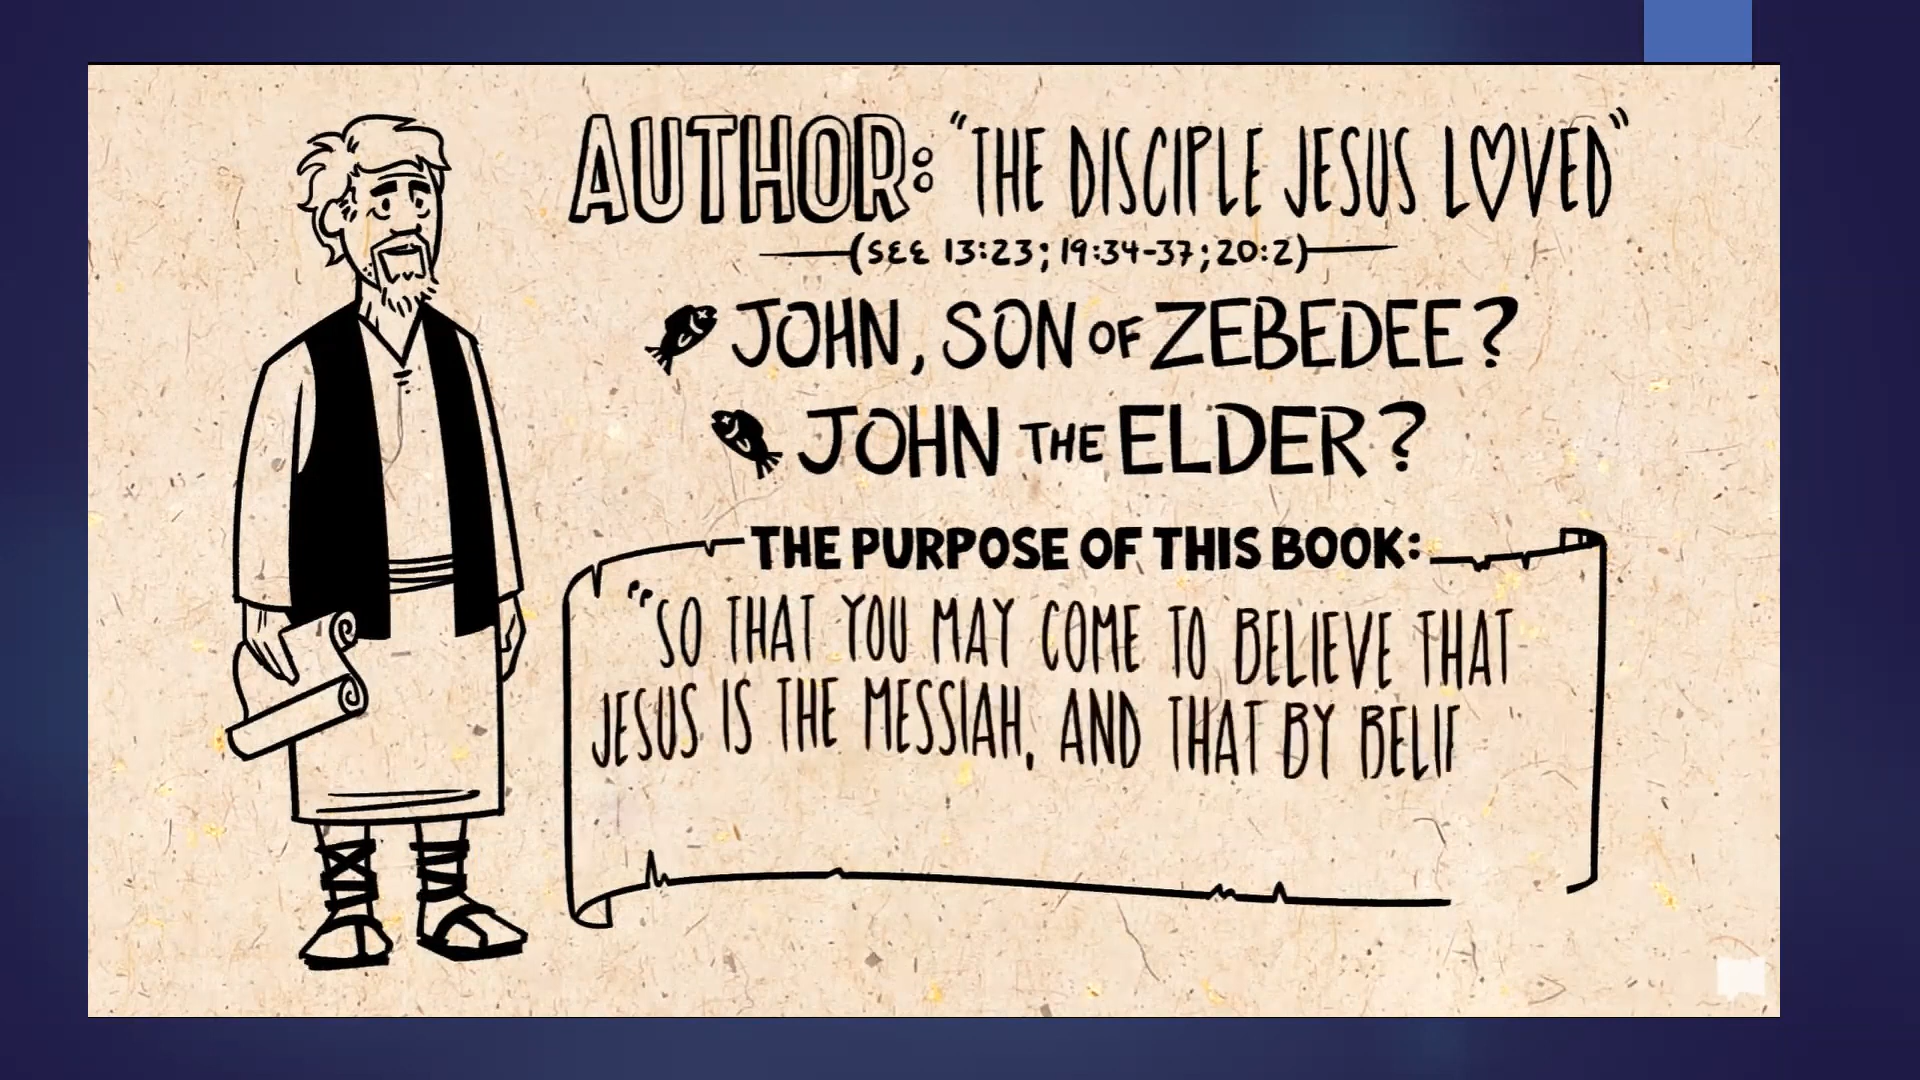 AUTHOR: "THE DISCIPLE JESUS LOVED"
(SEE 13:23; 19:34-37; 20:2)
JOHN, SON OF ZEBEDEE?
JOHN THE ELDER?
THE PURPOSE OF THIS BOOK:
"SO THAT YOU MAY COME TO BELIEVE THAT
JESUS IS THE MESSIAH, AND THAT BY